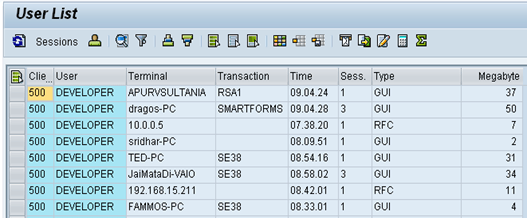 User List
Sessions
Clie... User Terminal Transaction Time Sess. Type Megabyte
500 DEVELOPER APURVSULTANIA RSA1 09.04.24 1 GUI 37
500 DEVELOPER dragos-PC SMARTFORMS 09.04.28 3 GUI 50
500 DEVELOPER 10.0.0.5 07.38.20 1 RFC 7
500 DEVELOPER sridhar-PC 08.09.51 1 GUI 2
500 DEVELOPER TED-PC SE38 08.54.16 1 GUI 31
500 DEVELOPER JaiMataDi-VAIO SE38 08.58.02 3 GUI 34
500 DEVELOPER 192.168.15.211 08.42.01 1 RFC 11
500 DEVELOPER FAMMOS-PC SE38 08.33.01 1 GUI 4